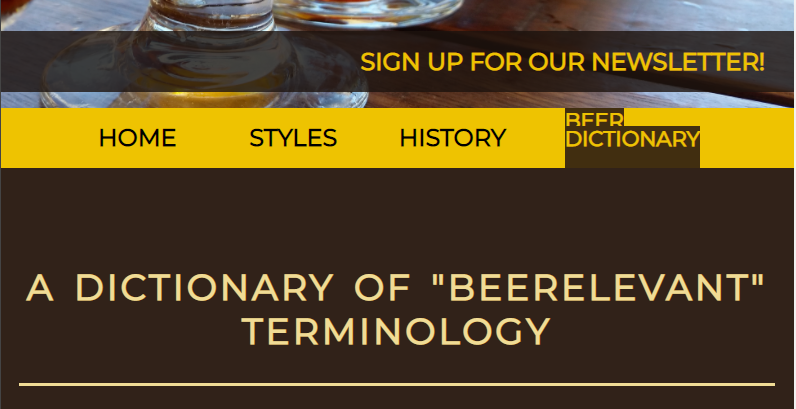 SIGN UP FOR OUR NEWSLETTER!
HOME STYLES HISTORY BEER
DICTIONARY
A DICTIONARY OF "BEERELEVANT"
TERMINOLOGY